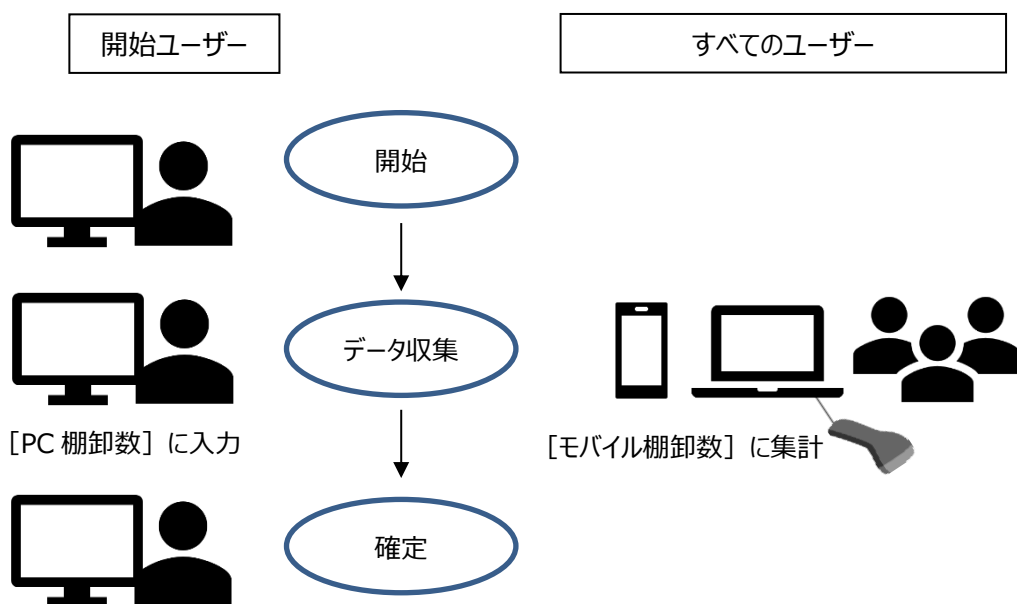 開始ユーザー
すべてのユーザー
開始
データ収集
［PC 棚卸数］に入力
［モバイル棚卸数］に集計
確定